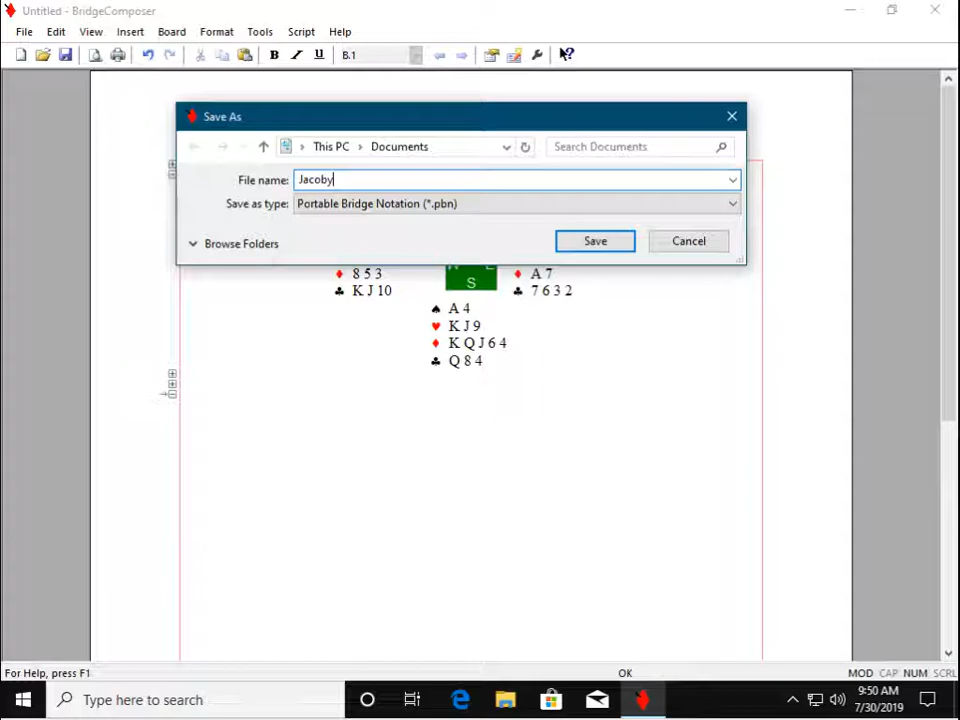 Untitled - BridgeComposer
File Edit View Insert Board Format Tools Script Help
B I U B.1
Save As
This PC > Documents Search Documents
File name: Jacoby
Save as type: Portable Bridge Notation (*.pbn)
Browse Folders Save Cancel
♦ 8 5 3 ♦ A 7
S
♣ K J 10 ♣ 7 6 3 2
♠ A 4
♥ K J 9
♦ K Q J 6 4
♣ Q 8 4
For Help, press F1 OK MOD CAP NUM SCRL
Type here to search 9:50 AM
7/30/2019